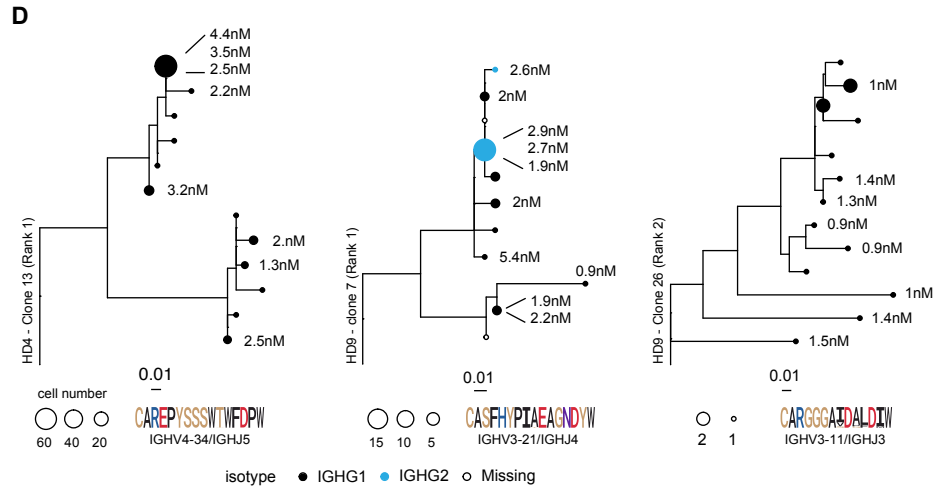 D
HD4 - Clone 13 (Rank 1)
4.4nM
3.5nM
2.5nM
2.2nM
3.2nM
2.nM
1.3nM
2.5nM
0.01
cell number
60 40 20
CAREPYSSSWTWFDPW
IGHV4-34/IGHJ5
HD9 - clone 7 (Rank 1)
2.6nM
2nM
2.9nM
2.7nM
1.9nM
2nM
5.4nM
0.9nM
1.9nM
2.2nM
0.01
15 10 5
CASFHYPIAEAGNDYW
IGHV3-21/IGHJ4
HD9 - Clone 26 (Rank 2)
1nM
1.4nM
1.3nM
0.9nM
0.9nM
1nM
1.4nM
1.5nM
0.01
2 1
IGHV3-11/IGHJ3
isotype IGHG1 IGHG2 Missing